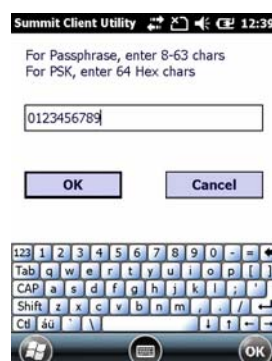 Summit Client Utility 12:39
For Passphrase, enter 8-63 chars
For PSK, enter 64 Hex chars
0123456789
OK Cancel
123 1 2 3 4 5 6 7 8 9 0 - =
Tab q w e r t y u i o p [ ]
CAP a s d f g h j k l ; '
Shift z x c v b n m , . /
Ctl áü ` \
OK